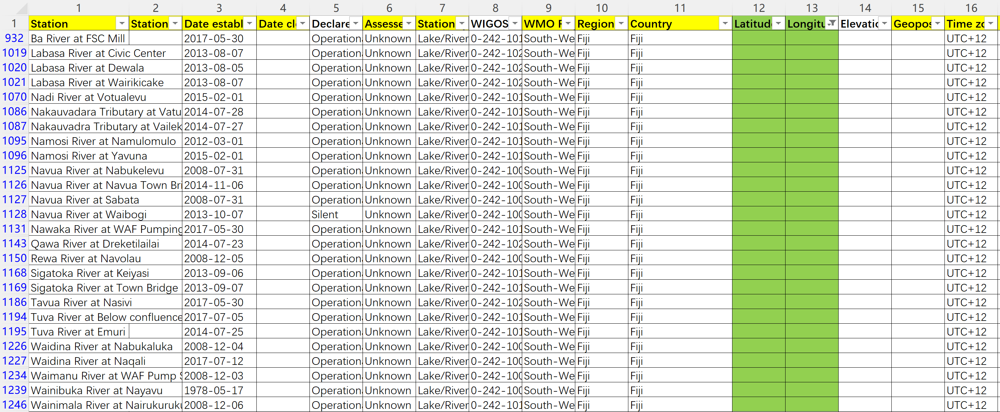 1 2 3 4 5 6 7 8 9 10 11 12 13 14 15 16
1 Station Station Date establ Date cl Declare Assesse Station WIGOS WMO R Region Country Latitud Longitu Elevatio Geopos Time zo
932 Ba River at FSC Mill 2017-05-30 Operation Unknown Lake/River 0-242-101 South-We Fiji Fiji UTC+12
1019 Labasa River at Civic Center 2013-08-07 Operation Unknown Lake/River 0-242-102 South-We Fiji Fiji UTC+12
1020 Labasa River at Dewala 2013-08-05 Operation Unknown Lake/River 0-242-102 South-We Fiji Fiji UTC+12
1021 Labasa River at Wairikicake 2013-08-07 Operation Unknown Lake/River 0-242-102 South-We Fiji Fiji UTC+12
1070 Nadi River at Votualevu 2015-02-01 Operation Unknown Lake/River 0-242-101 South-We Fiji Fiji UTC+12
1086 Nakauvadara Tributary at Vatu 2014-07-28 Operation Unknown Lake/River 0-242-101 South-We Fiji Fiji UTC+12
1087 Nakauvadra Tributary at Vailek 2014-07-27 Operation Unknown Lake/River 0-242-101 South-We Fiji Fiji UTC+12
1095 Namosi River at Namulomulo 2012-03-01 Operation Unknown Lake/River 0-242-101 South-We Fiji Fiji UTC+12
1096 Namosi River at Yavuna 2015-02-01 Operation Unknown Lake/River 0-242-101 South-We Fiji Fiji UTC+12
1125 Navua River at Nabukelevu 2008-07-31 Operation Unknown Lake/River 0-242-100 South-We Fiji Fiji UTC+12
1126 Navua River at Navua Town Bri 2014-11-06 Operation Unknown Lake/River 0-242-100 South-We Fiji Fiji UTC+12
1127 Navua River at Sabata 2008-07-31 Operation Unknown Lake/River 0-242-100 South-We Fiji Fiji UTC+12
1128 Navua River at Waibogi 2013-10-07 Silent Unknown Lake/River 0-242-100 South-We Fiji Fiji UTC+12
1131 Nawaka River at WAF Pumping 2017-05-30 Operation Unknown Lake/River 0-242-101 South-We Fiji Fiji UTC+12
1143 Qawa River at Dreketilailai 2014-07-23 Operation Unknown Lake/River 0-242-102 South-We Fiji Fiji UTC+12
1150 Rewa River at Navolau 2008-12-05 Operation Unknown Lake/River 0-242-100 South-We Fiji Fiji UTC+12
1168 Sigatoka River at Keiyasi 2013-09-06 Operation Unknown Lake/River 0-242-101 South-We Fiji Fiji UTC+12
1169 Sigatoka River at Town Bridge 2013-09-07 Operation Unknown Lake/River 0-242-101 South-We Fiji Fiji UTC+12
1186 Tavua River at Nasivi 2017-05-30 Operation Unknown Lake/River 0-242-102 South-We Fiji Fiji UTC+12
1194 Tuva River at Below confluence 2017-07-05 Operation Unknown Lake/River 0-242-101 South-We Fiji Fiji UTC+12
1195 Tuva River at Emuri 2014-07-25 Operation Unknown Lake/River 0-242-101 South-We Fiji Fiji UTC+12
1226 Waidina River at Nabukaluka 2008-12-04 Operation Unknown Lake/River 0-242-100 South-We Fiji Fiji UTC+12
1227 Waidina River at Naqali 2017-07-12 Operation Unknown Lake/River 0-242-100 South-We Fiji Fiji UTC+12
1234 Waimanu River at WAF Pump S 2008-12-03 Operation Unknown Lake/River 0-242-100 South-We Fiji Fiji UTC+12
1239 Wainibuka River at Nayavu 1978-05-17 Operation Unknown Lake/River 0-242-100 South-We Fiji Fiji UTC+12
1246 Wainimala River at Nairukuruku 2008-12-06 Operation Unknown Lake/River 0-242-101 South-We Fiji Fiji UTC+12